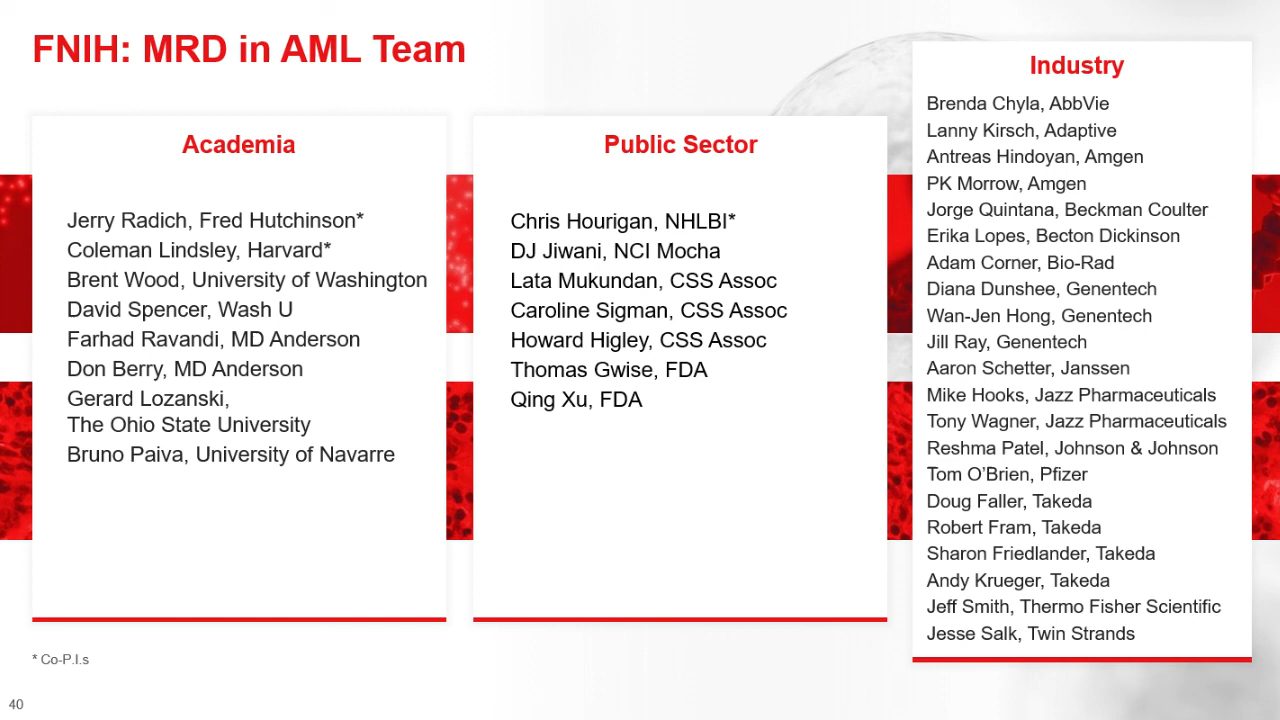 FNIH: MRD in AML Team
Academia
Jerry Radich, Fred Hutchinson*
Coleman Lindsley, Harvard*
Brent Wood, University of Washington
David Spencer, Wash U
Farhad Ravandi, MD Anderson
Don Berry, MD Anderson
Gerard Lozanski,
The Ohio State University
Bruno Paiva, University of Navarre
Public Sector
Chris Hourigan, NHLBI*
DJ Jiwani, NCI Mocha
Lata Mukundan, CSS Assoc
Caroline Sigman, CSS Assoc
Howard Higley, CSS Assoc
Thomas Gwise, FDA
Qing Xu, FDA
Industry
Brenda Chyla, AbbVie
Lanny Kirsch, Adaptive
Antreas Hindoyan, Amgen
PK Morrow, Amgen
Jorge Quintana, Beckman Coulter
Erika Lopes, Becton Dickinson
Adam Corner, Bio-Rad
Diana Dunshee, Genentech
Wan-Jen Hong, Genentech
Jill Ray, Genentech
Aaron Schetter, Janssen
Mike Hooks, Jazz Pharmaceuticals
Tony Wagner, Jazz Pharmaceuticals
Reshma Patel, Johnson & Johnson
Tom O’Brien, Pfizer
Doug Faller, Takeda
Robert Fram, Takeda
Sharon Friedlander, Takeda
Andy Krueger, Takeda
Jeff Smith, Thermo Fisher Scientific
Jesse Salk, Twin Strands
* Co-P.I.s
40